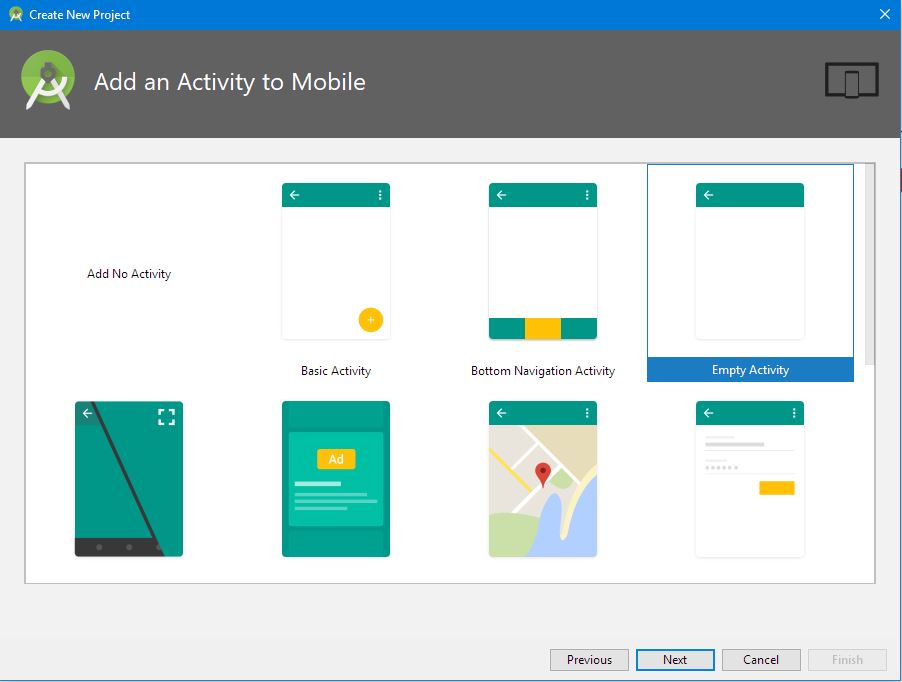 Create New Project
Add an Activity to Mobile
Add No Activity
Basic Activity
Bottom Navigation Activity
Empty Activity
Ad
Previous
Next
Cancel
Finish